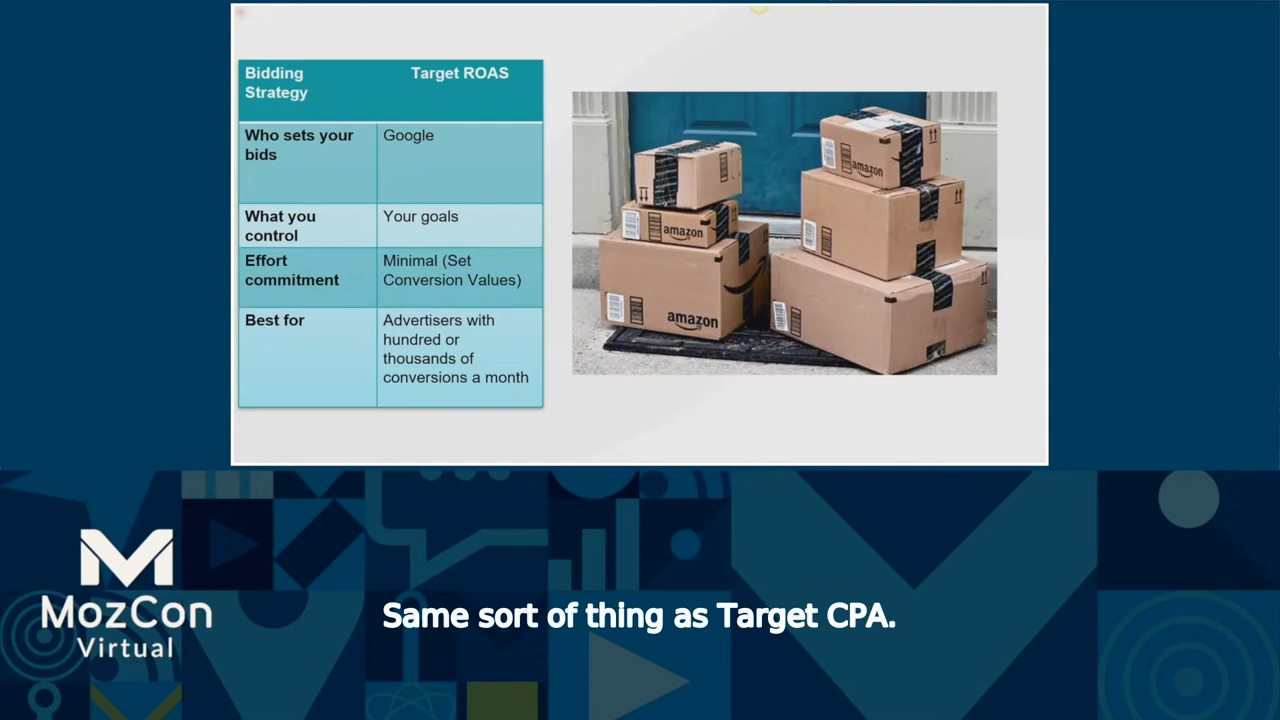 Bidding
Strategy
Target ROAS
Who sets your
bids
Google
What you
control
Your goals
Effort
commitment
Minimal (Set
Conversion Values)
Best for
Advertisers with
hundred or
thousands of
conversions a month
amazon
amazon
amazon
MozCon
Virtual
Same sort of thing as Target CPA.